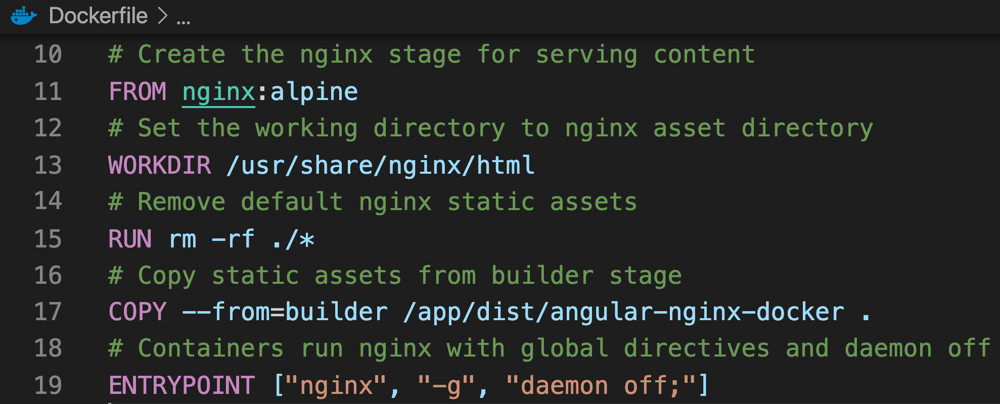 Dockerfile > ...
10 # Create the nginx stage for serving content
11 FROM nginx:alpine
12 # Set the working directory to nginx asset directory
13 WORKDIR /usr/share/nginx/html
14 # Remove default nginx static assets
15 RUN rm -rf ./*
16 # Copy static assets from builder stage
17 COPY --from=builder /app/dist/angular-nginx-docker .
18 # Containers run nginx with global directives and daemon off
19 ENTRYPOINT ["nginx", "-g", "daemon off;"]